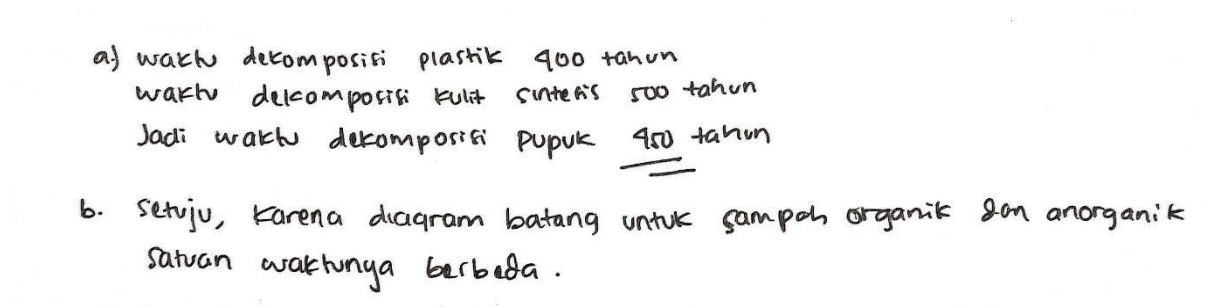 a) waktu dekomposisi plastik 400 tahun
waktu dekomposisi kulit sintesis 500 tahun
Jadi waktu dekomposisi pupuk 450 tahun
b. Setuju, Karena diagram batang untuk sampah organik dan anorganik
Satuan waktunya berbeda.